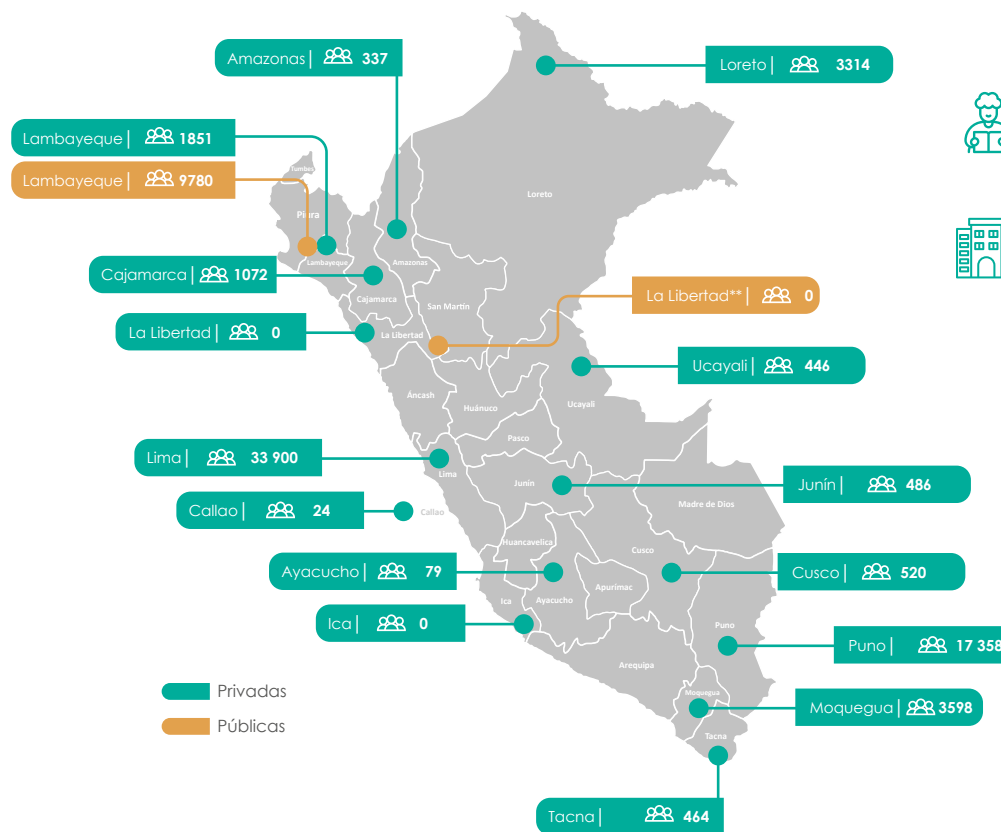 Amazonas | 337
Loreto | 3314
Lambayeque | 1851
Lambayeque | 9780
Tumbes
Loreto
Piura
Lambayeque
Amazonas
Cajamarca | 1072
Cajamarca
San Martín
La Libertad** | 0
La Libertad | 0
La Libertad
Ucayali | 446
Áncash
Huánuco
Ucayali
Pasco
Lima | 33 900
Lima
Junín
Junín | 486
Madre de Dios
Callao | 24
Callao
Huancavelica
Cusco
Ayacucho | 79
Ayacucho
Apurímac
Cusco | 520
Ica
Ica | 0
Puno
Puno | 17 358
Arequipa
Privadas
Moquegua
Moquegua | 3598
Públicas
Tacna
Tacna | 464